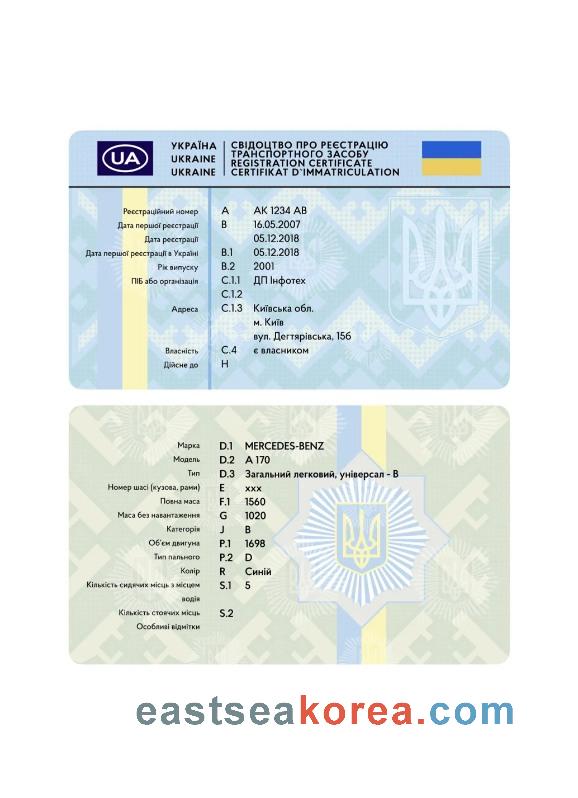 UA
УКРАЇНА
UKRAINE
UKRAINE
СВІДОЦТВО ПРО РЕЄСТРАЦІЮ
ТРАНСПОРТНОГО ЗАСОБУ
REGISTRATION CERTIFICATE
CERTIFIKAT D`IMMATRICULATION
Реєстраційний номер A АК 1234 АВ
Дата першої реєстрації B 16.05.2007
Дата реєстрації 05.12.2018
Дата першої реєстрації в Україні B.1 05.12.2018
Рік випуску B.2 2001
ПІБ або організація C.1.1 ДП Інфотех
C.1.2
Адреса C.1.3 Київська обл.
м. Київ
вул. Дегтярівська, 15б
Власність C.4 є власником
Дійсне до H
Марка D.1 MERCEDES-BENZ
Модель D.2 A 170
Тип D.3 Загальний легковий, універсал - В
Номер шасі (кузова, рами) E xxx
Повна маса F.1 1560
Маса без навантаження G 1020
Категорія J B
Об'єм двигуна P.1 1698
Тип пального P.2 D
Колір R Синій
Кількість сидячих місць з місцем S.1 5
водія
Кількість стоячих місць S.2
Особливі відмітки
eastseakorea.com